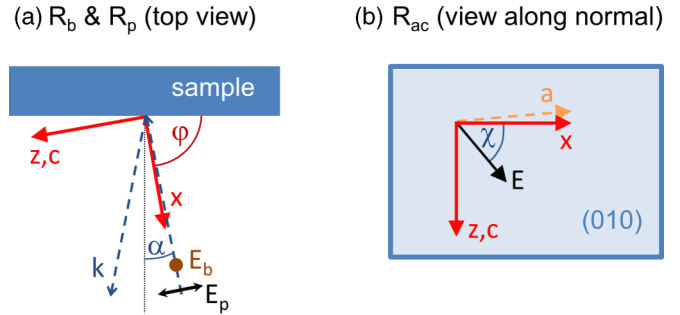 (a) R_b & R_p (top view)
(b) R_ac (view along normal)
sample
φ
z,c
x
α
k
E_b
E_p
a
χ
x
E
z,c
(010)